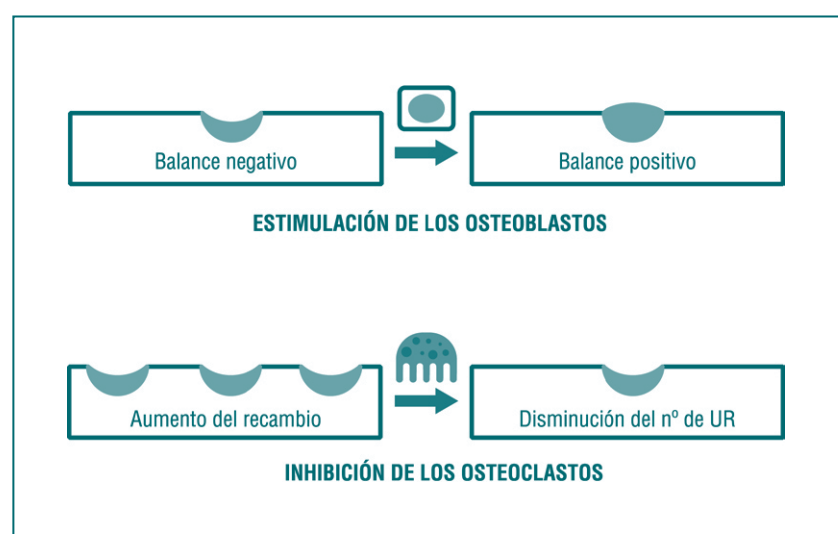 Balance negativo
Balance positivo
ESTIMULACIÓN DE LOS OSTEOBLASTOS
Aumento del recambio
Disminución del nº de UR
INHIBICIÓN DE LOS OSTEOCLASTOS